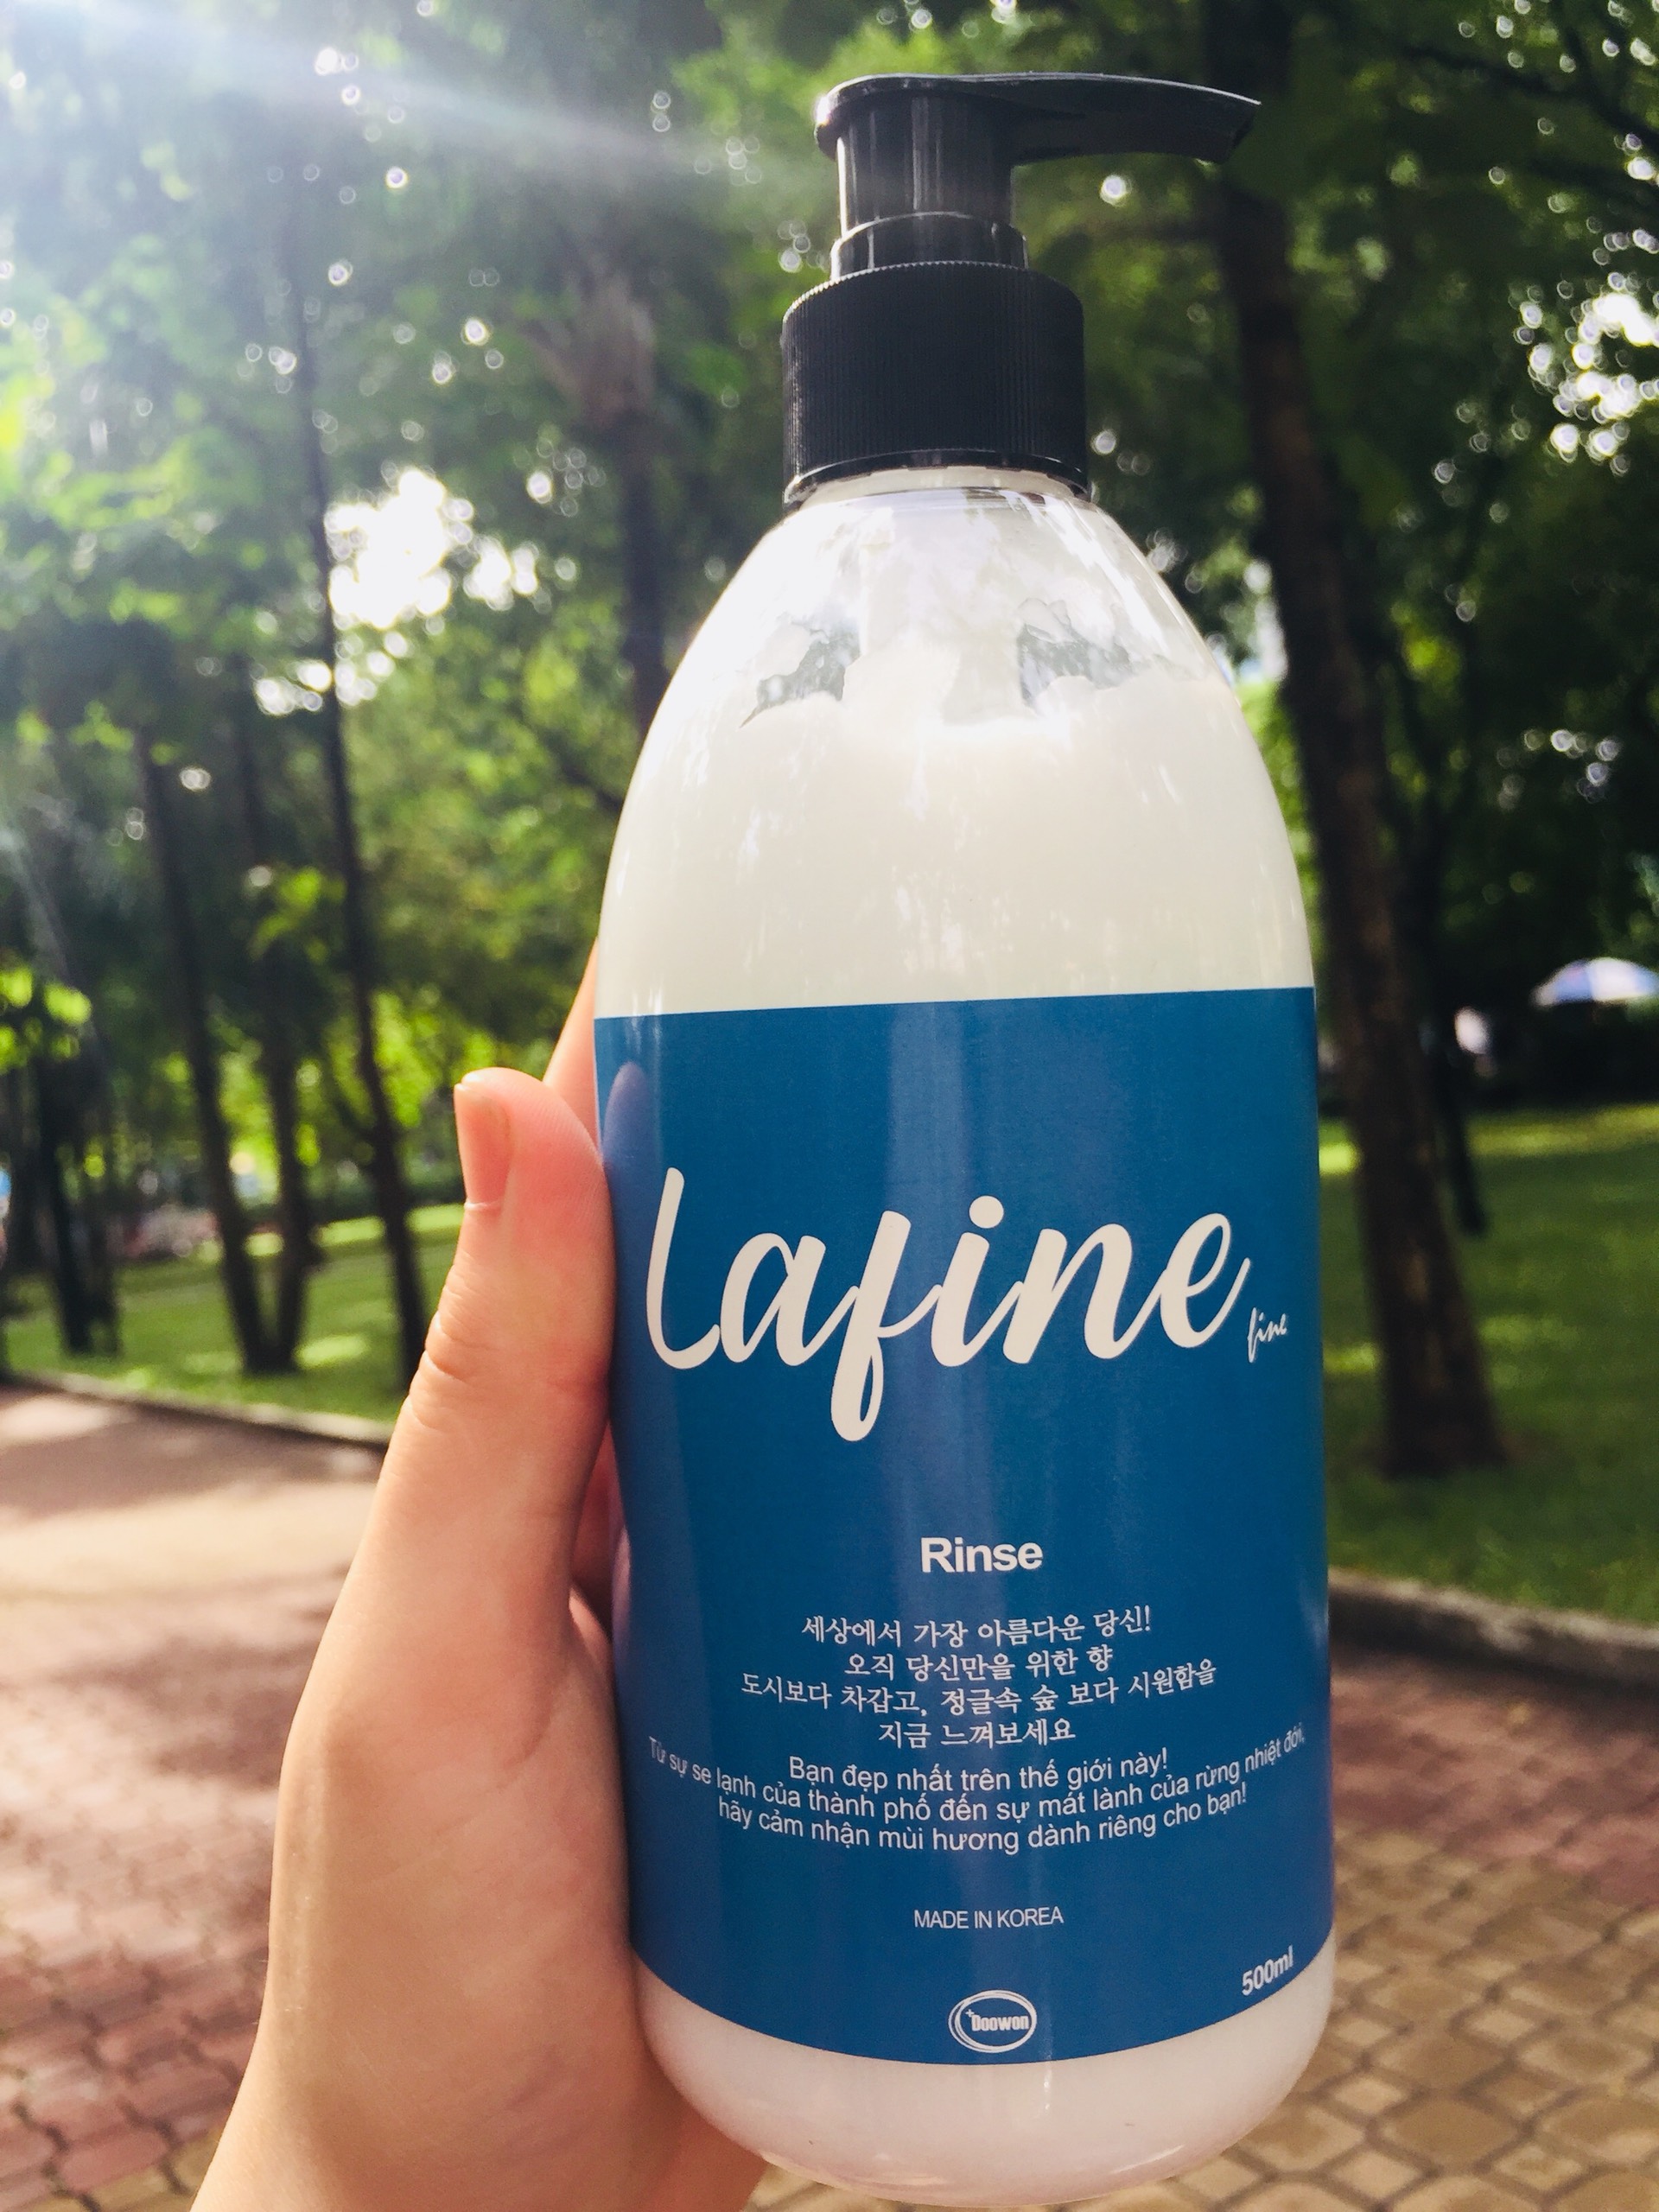 Lafine
fine
Rinse
세상에서 가장 아름다운 당신!
오직 당신만을 위한 향
도시보다 차갑고, 정글속 숲 보다 시원함을
지금 느껴보세요
Bạn đẹp nhất trên thế giới này!
Từ sự se lạnh của thành phố đến sự mát lành của rừng nhiệt đới,
hãy cảm nhận mùi hương dành riêng cho bạn!
MADE IN KOREA
500ml
Doowon